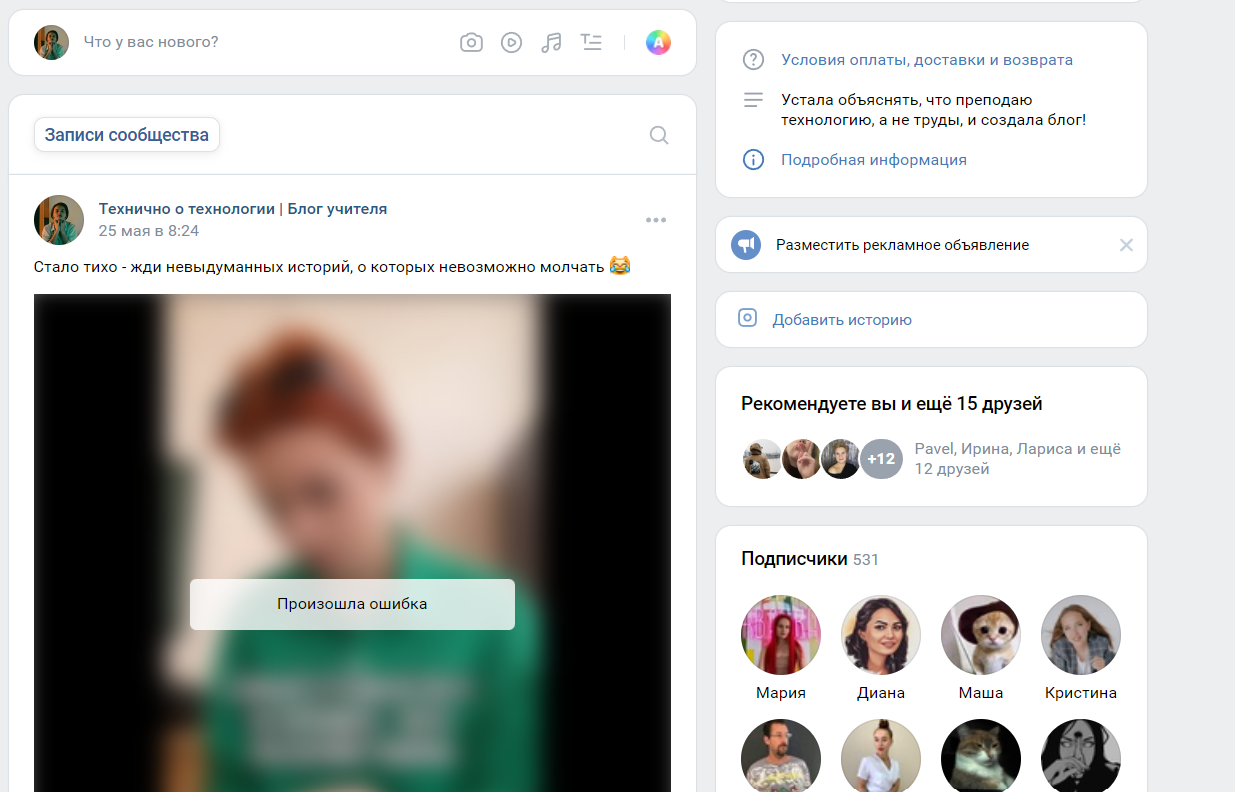 Что у вас нового?
A
Записи сообщества
Технично о технологии | Блог учителя
25 мая в 8:24
Стало тихо - жди невыдуманных историй, о которых невозможно молчать
Произошла ошибка
Условия оплаты, доставки и возврата
Устала объяснять, что преподаю
технологию, а не труды, и создала блог!
Подробная информация
Разместить рекламное объявление
Добавить историю
Рекомендуете вы и ещё 15 друзей
+12
Pavel, Ирина, Лариса и ещё
12 друзей
Подписчики 531
Мария
Диана
Маша
Кристина